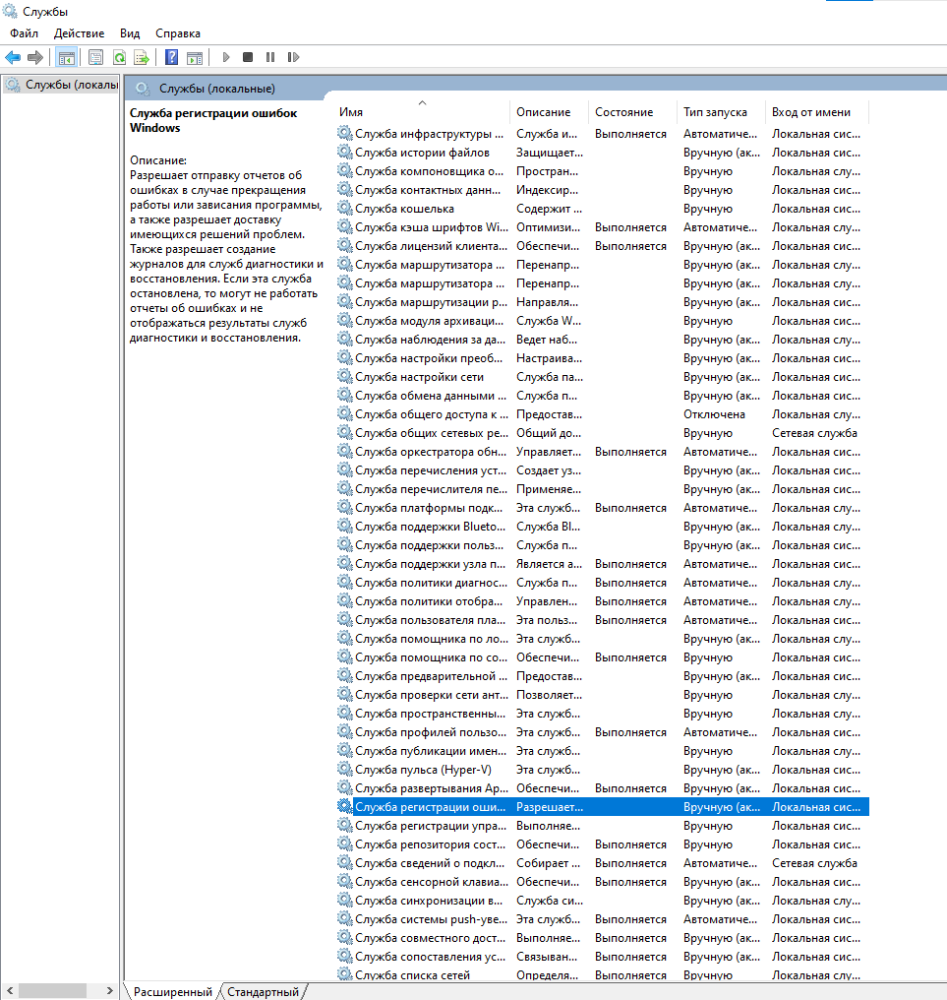 Службы
Файл Действие Вид Справка
Службы (локалы
Службы (локальные)
Служба регистрации ошибок
Windows
Описание:
Разрешает отправку отчетов об
ошибках в случае прекращения
работы или зависания программы,
а также разрешает доставку
имеющихся решений проблем.
Также разрешает создание
журналов для служб диагностики и
восстановления. Если эта служба
остановлена, то могут не работать
отчеты об ошибках и не
отображаться результаты служб
диагностики и восстановления.
Имя Описание Состояние Тип запуска Вход от имени
Служба инфраструктуры ... Служба и... Выполняется Автоматиче... Локальная сис...
Служба истории файлов Защищает... Вручную (ак... Локальная сис...
Служба компоновщика о... Простран... Вручную Локальная слу...
Служба контактных данн... Индексир... Вручную Локальная сис...
Служба кошелька Содержит ... Вручную Локальная сис...
Служба кэша шрифтов Wi... Оптимизи... Выполняется Автоматиче... Локальная слу...
Служба лицензий клиента... Обеспечи... Выполняется Вручную (ак... Локальная сис...
Служба маршрутизатора ... Перенапр... Вручную (ак... Локальная сис...
Служба маршрутизатора ... Перенапр... Вручную (ак... Локальная слу...
Служба маршрутизации р... Направля... Вручную (ак... Локальная сис...
Служба модуля архиваци... Служба W... Вручную Локальная сис...
Служба наблюдения за да... Ведет наб... Вручную (ак... Локальная слу...
Служба настройки преоб... Настраива... Вручную (ак... Локальная сис...
Служба настройки сети Служба па... Вручную (ак... Локальная сис...
Служба обмена данными ... Служба п... Вручную (ак... Локальная сис...
Служба общего доступа к ... Предостав... Отключена Локальная слу...
Служба общих сетевых ре... Общий до... Вручную Сетевая служба
Служба оркестратора обн... Управляет... Выполняется Автоматиче... Локальная сис...
Служба перечисления уст... Создает уз... Вручную (ак... Локальная сис...
Служба перечислителя пе... Применяе... Вручную (ак... Локальная сис...
Служба платформы подк... Эта служб... Выполняется Автоматиче... Локальная слу...
Служба поддержки Blueto... Служба Bl... Вручную (ак... Локальная слу...
Служба поддержки польз... Служба п... Вручную (ак... Локальная сис...
Служба поддержки узла п... Является а... Выполняется Автоматиче... Локальная сис...
Служба политики диагнос... Служба п... Выполняется Автоматиче... Локальная слу...
Служба политики отобра... Управлен... Выполняется Автоматиче... Локальная слу...
Служба пользователя пла... Эта польз... Выполняется Автоматиче... Локальная сис...
Служба помощника по ло... Эта служб... Вручную (ак... Локальная сис...
Служба помощника по со... Обеспечи... Выполняется Вручную Локальная сис...
Служба предварительной ... Предостав... Вручную (ак... Локальная сис...
Служба проверки сети ант... Позволяет... Вручную Локальная слу...
Служба пространственны... Эта служб... Вручную Локальная слу...
Служба профилей пользо... Эта служб... Выполняется Автоматиче... Локальная сис...
Служба публикации имен... Эта служб... Вручную Локальная слу...
Служба пульса (Hyper-V) Эта служб... Вручную (ак... Локальная сис...
Служба развертывания Ap... Обеспечи... Выполняется Вручную (ак... Локальная сис...
Служба регистрации оши... Разрешает... Вручную (ак... Локальная сис...
Служба регистрации упра... Выполняе... Вручную Локальная сис...
Служба репозитория сост... Обеспечи... Выполняется Вручную (ак... Локальная сис...
Служба сведений о подкл... Собирает ... Выполняется Автоматиче... Сетевая служба
Служба сенсорной клавиа... Обеспечи... Выполняется Вручную (ак... Локальная сис...
Служба синхронизации в... Служба си... Вручную (ак... Локальная слу...
Служба системы push-уве... Эта служб... Выполняется Автоматиче... Локальная сис...
Служба совместного дост... Выполняе... Выполняется Вручную (ак... Локальная сис...
Служба сопоставления ус... Связыван... Выполняется Вручную (ак... Локальная сис...
Служба списка сетей Определя... Выполняется Вручную Локальная слу...
Расширенный Стандартный